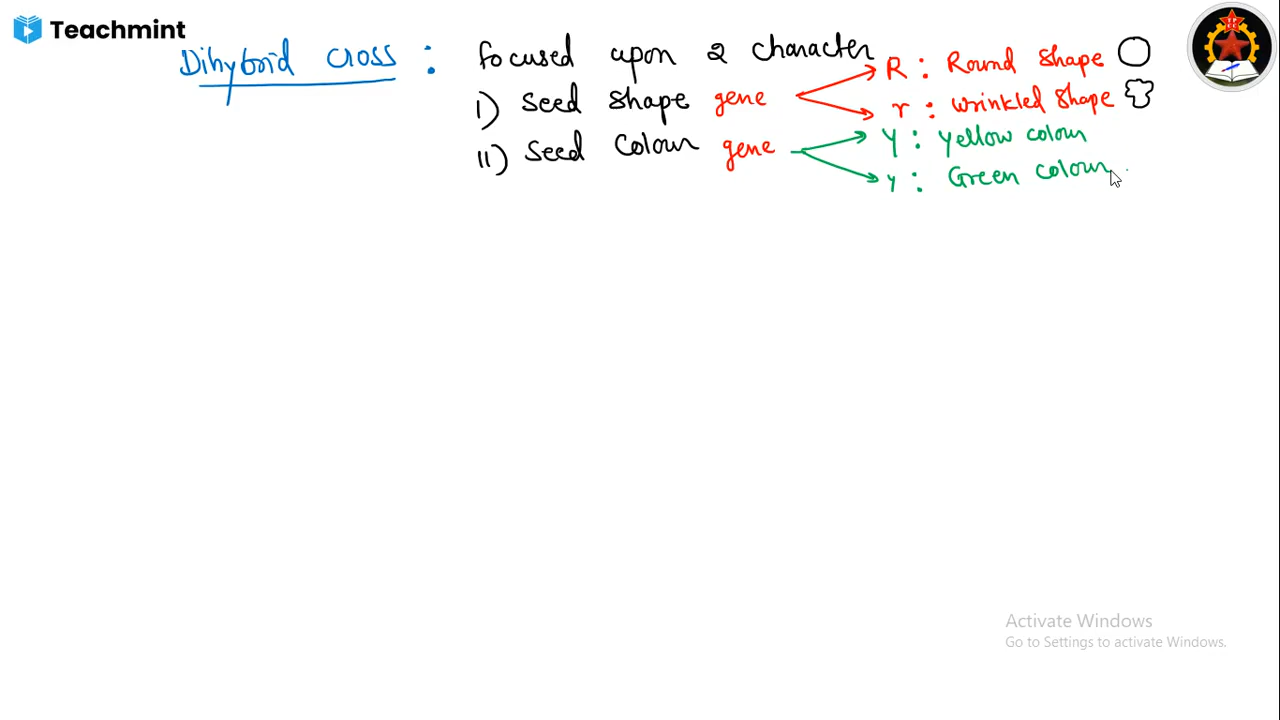 Teachmint
Dihybrid cross : focused upon 2 character
I) Seed shape gene
R : Round shape
r : wrinkled shape
II) Seed colour gene
Y : yellow colour
y : Green colour
Activate Windows
Go to Settings to activate Windows.